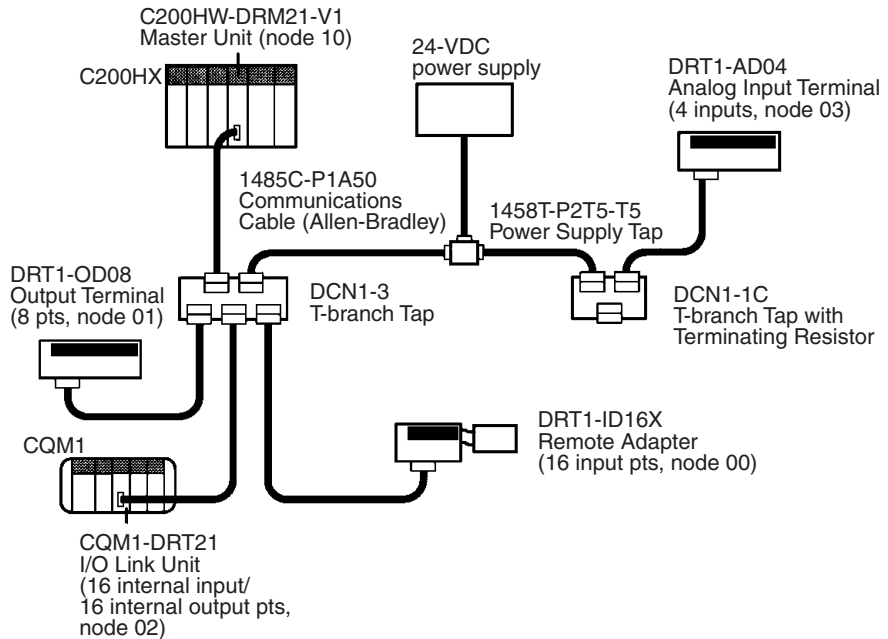 C200HW-DRM21-V1
Master Unit (node 10)
C200HX
24-VDC
power supply
DRT1-AD04
Analog Input Terminal
(4 inputs, node 03)
1485C-P1A50
Communications
Cable (Allen-Bradley)
1458T-P2T5-T5
Power Supply Tap
DRT1-OD08
Output Terminal
(8 pts, node 01)
DCN1-3
T-branch Tap
DCN1-1C
T-branch Tap with
Terminating Resistor
CQM1
DRT1-ID16X
Remote Adapter
(16 input pts, node 00)
CQM1-DRT21
I/O Link Unit
(16 internal input/
16 internal output pts,
node 02)